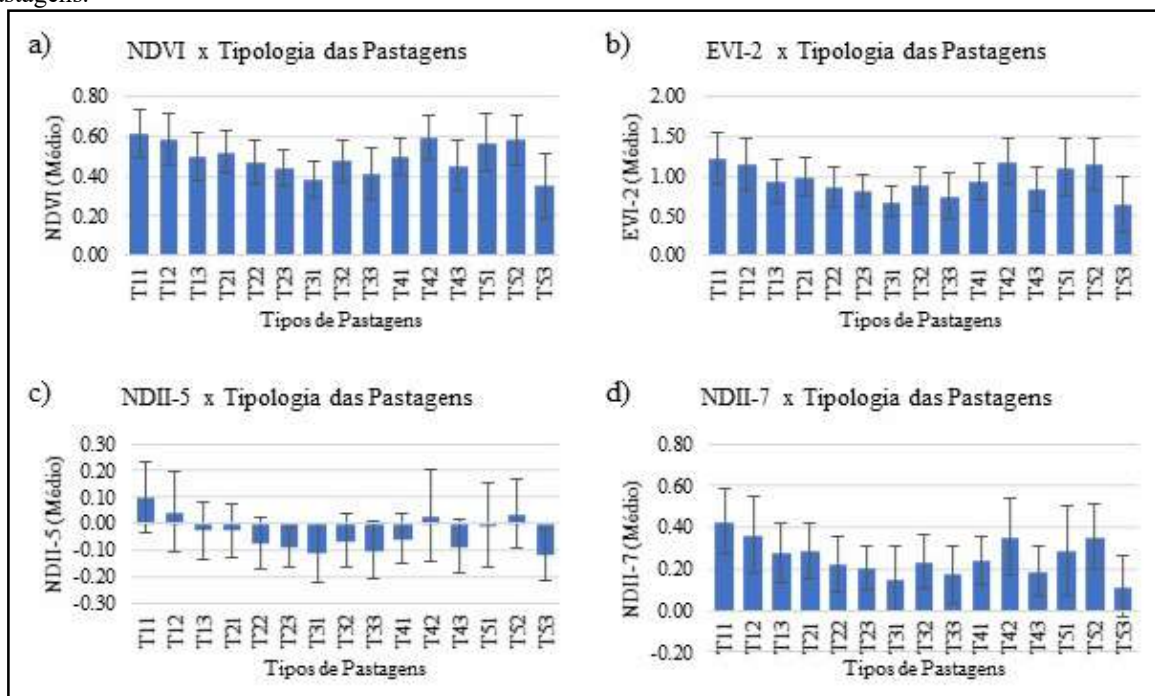 astagens.
a)
NDVI x Tipologia das Pastagens
NDVI (Médio)
0.80
0.60
0.40
0.20
0.00
T11 T12 T13 T21 T22 T23 T31 T32 T33 T41 T42 T43 T51 T52 T53
Tipos de Pastagens
b)
EVI-2 x Tipologia das Pastagens
EVI-2 (Médio)
2.00
1.50
1.00
0.50
0.00
T11 T12 T13 T21 T22 T23 T31 T32 T33 T41 T42 T43 T51 T52 T53
Tipos de Pastagens
c)
NDII-5 x Tipologia das Pastagens
NDII-5 (Médio)
0.30
0.20
0.10
0.00
-0.10
-0.20
-0.30
T11 T12 T13 T21 T22 T23 T31 T32 T33 T41 T42 T43 T51 T52 T53
Tipos de Pastagens
d)
NDII-7 x Tipologia das Pastagens
NDII-7 (Médio)
0.80
0.60
0.40
0.20
0.00
-0.20
T11 T12 T13 T21 T22 T23 T31 T32 T33 T41 T42 T43 T51 T52 T53
Tipos de Pastagens